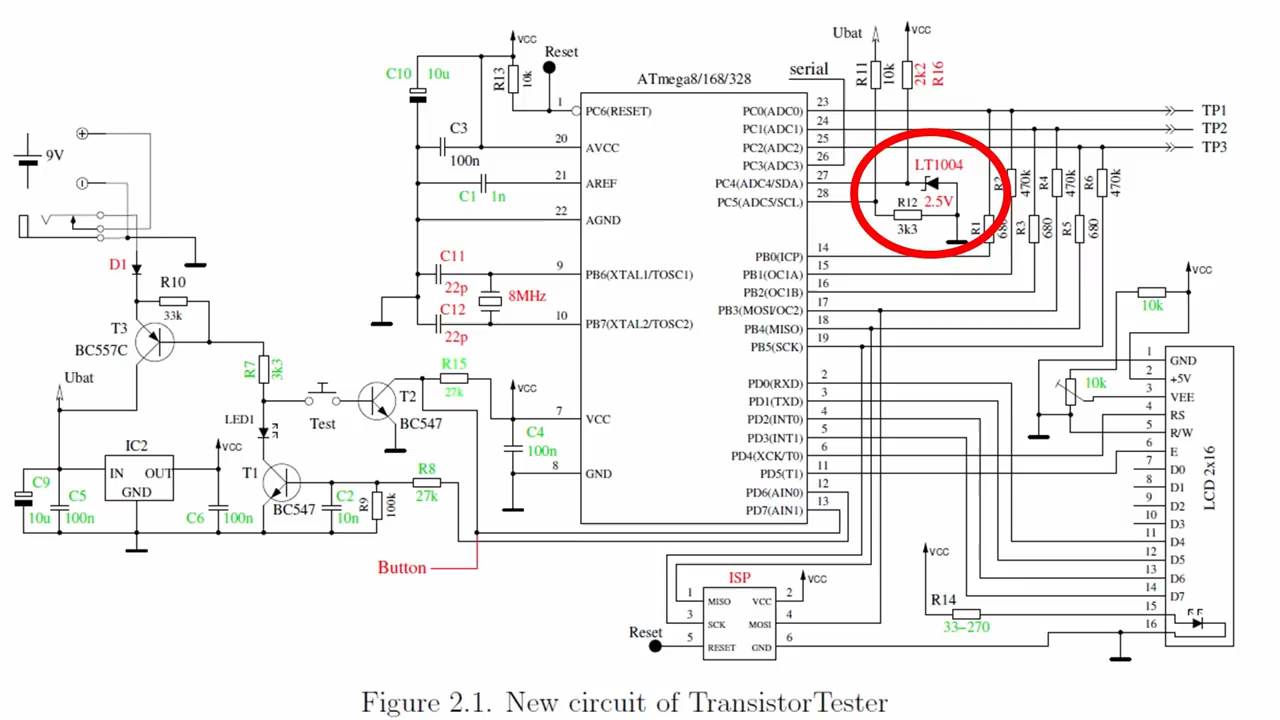 VCC
Reset
C10 10u
R13
10k
ATmega8/168/328
1
PC6(RESET)
C3
100n
20
AVCC
21
AREF
C1 1n
22
AGND
C11
22p
9
PB6(XTAL1/TOSC1)
8MHz
C12
22p
10
PB7(XTAL2/TOSC2)
7
VCC
8
GND
serial
PC0(ADC0)
23
PC1(ADC1)
24
PC2(ADC2)
25
PC3(ADC3)
26
PC4(ADC4/SDA)
27
PC5(ADC5/SCL)
28
PB0(ICP)
14
PB1(OC1A)
15
PB2(OC1B)
16
PB3(MOSI/OC2)
17
PB4(MISO)
18
PB5(SCK)
19
PD0(RXD)
2
PD1(TXD)
3
PD2(INT0)
4
PD3(INT1)
5
PD4(XCK/T0)
6
PD5(T1)
11
PD6(AIN0)
12
PD7(AIN1)
13
Ubat
VCC
R11
10k
2k2
R16
LT1004
2.5V
R12
3k3
TP1
TP2
TP3
R2
470k
R4
470k
R6
470k
R1
680
R3
680
R5
680
9V
D1
R10
33k
T3
BC557C
Ubat
R7
3k3
LED1
Test
T2
BC547
R15
27k
VCC
C4
100n
IC2
IN OUT
GND
VCC
C9
10u
C5
100n
C6
100n
T1
BC547
C2
10n
R9
100k
R8
27k
Button
ISP
1
MISO
VCC
2
VCC
3
SCK
MOSI
4
5
RESET
GND
6
Reset
VCC
10k
10k
LCD 2x16
1
GND
2
+5V
3
VEE
4
RS
5
R/W
6
E
7
D0
8
D1
9
D2
10
D3
11
D4
12
D5
13
D6
14
D7
15
16
VCC
R14
33-270
Figure 2.1. New circuit of TransistorTester